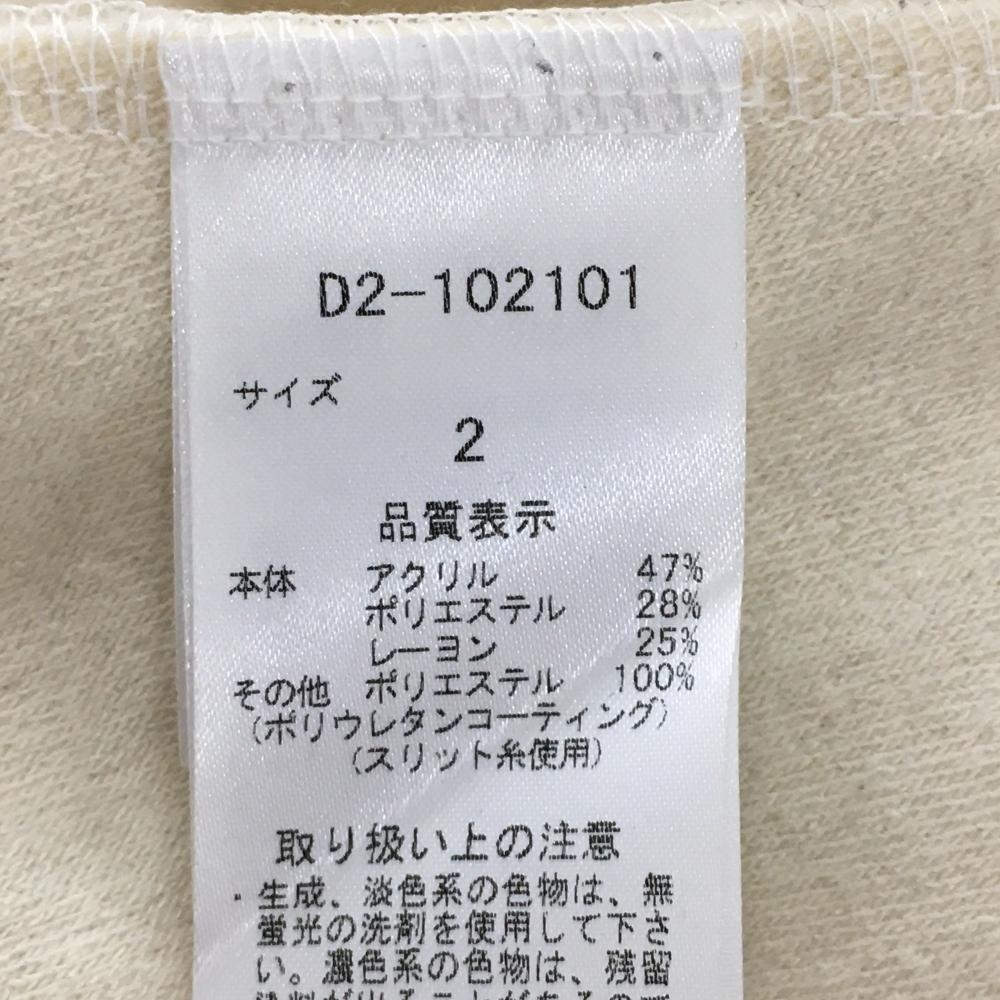 D2-102101
サイズ
2
品質表示
本体 アクリル 47%
ポリエステル 28%
レーヨン 25%
その他 ポリエステル 100%
(ポリウレタンコーティング)
(スリット糸使用)
取り扱い上の注意
・生成、淡色系の色物は、無
蛍光の洗剤を使用して下さ
い。濃色系の色物は、残留